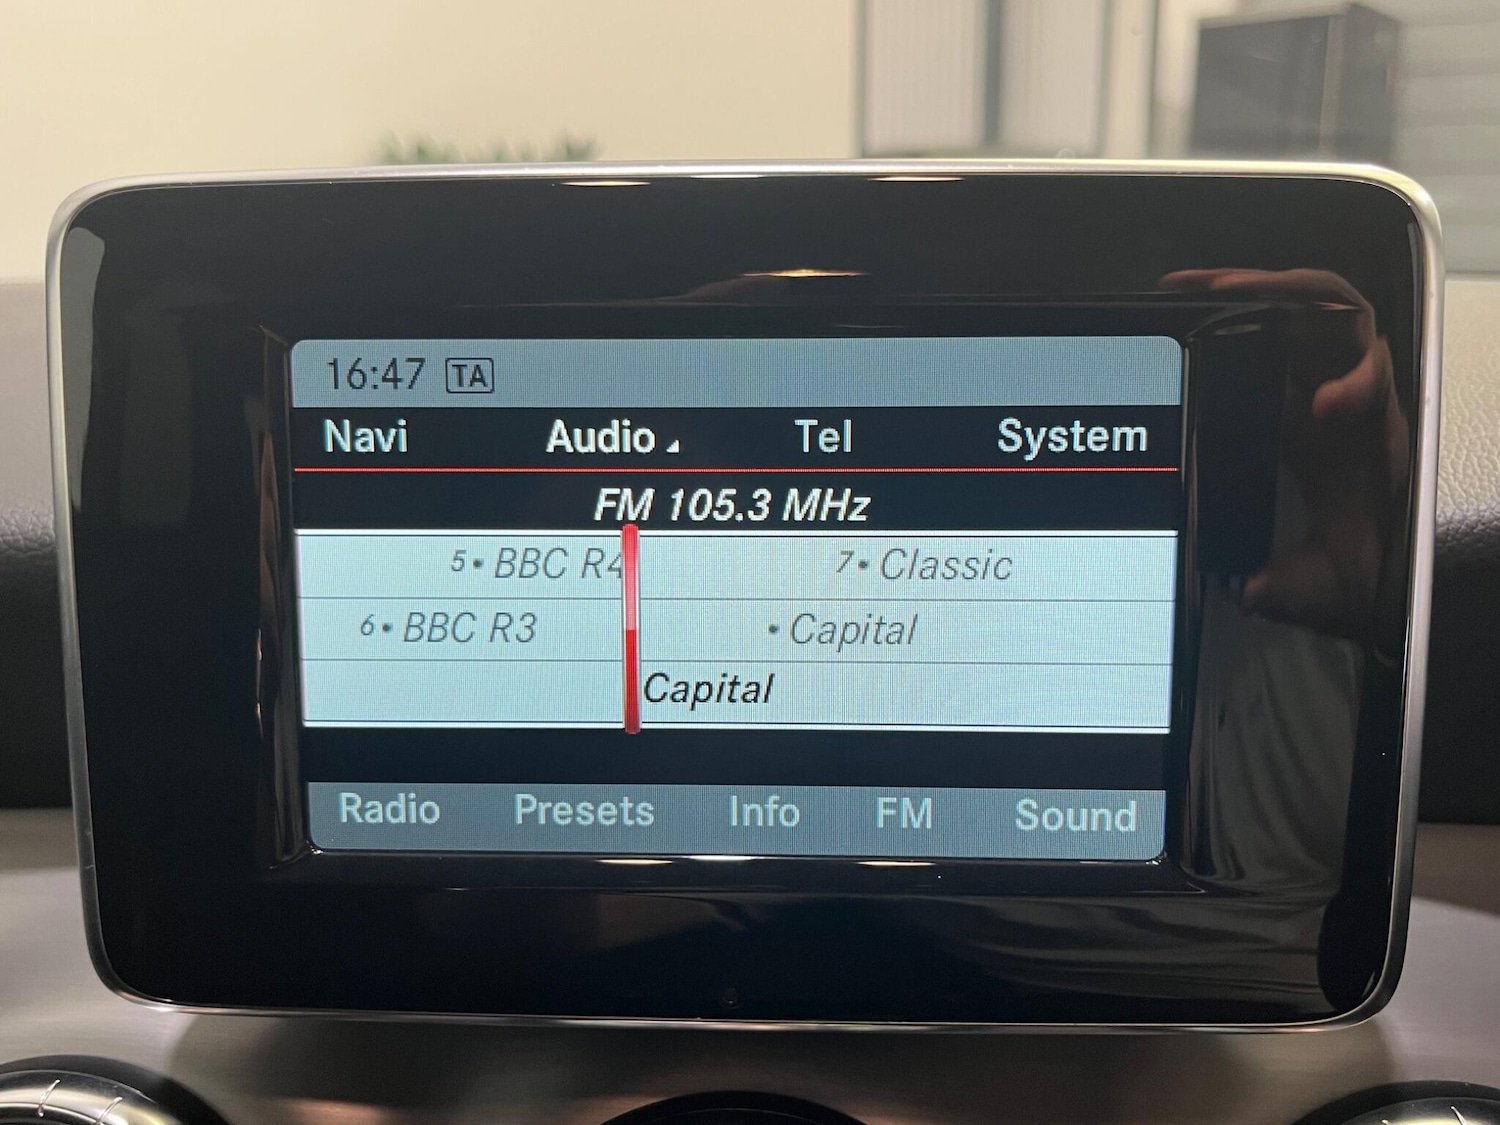 16:47 TA
Navi Audio Tel System
FM 105.3 MHz
5• BBC R4 7• Classic
6• BBC R3 • Capital
Capital
Radio Presets Info FM Sound